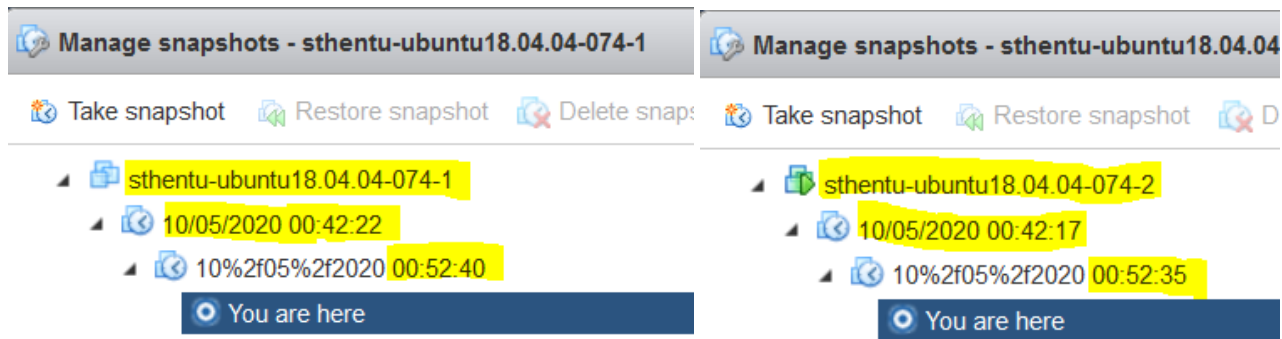 Manage snapshots - sthentu-ubuntu18.04.04-074-1
Take snapshot Restore snapshot Delete snaps
sthentu-ubuntu18.04.04-074-1
10/05/2020 00:42:22
10%2f05%2f2020 00:52:40
You are here
Manage snapshots - sthentu-ubuntu18.04.04
Take snapshot Restore snapshot D
sthentu-ubuntu18.04.04-074-2
10/05/2020 00:42:17
10%2f05%2f2020 00:52:35
You are here